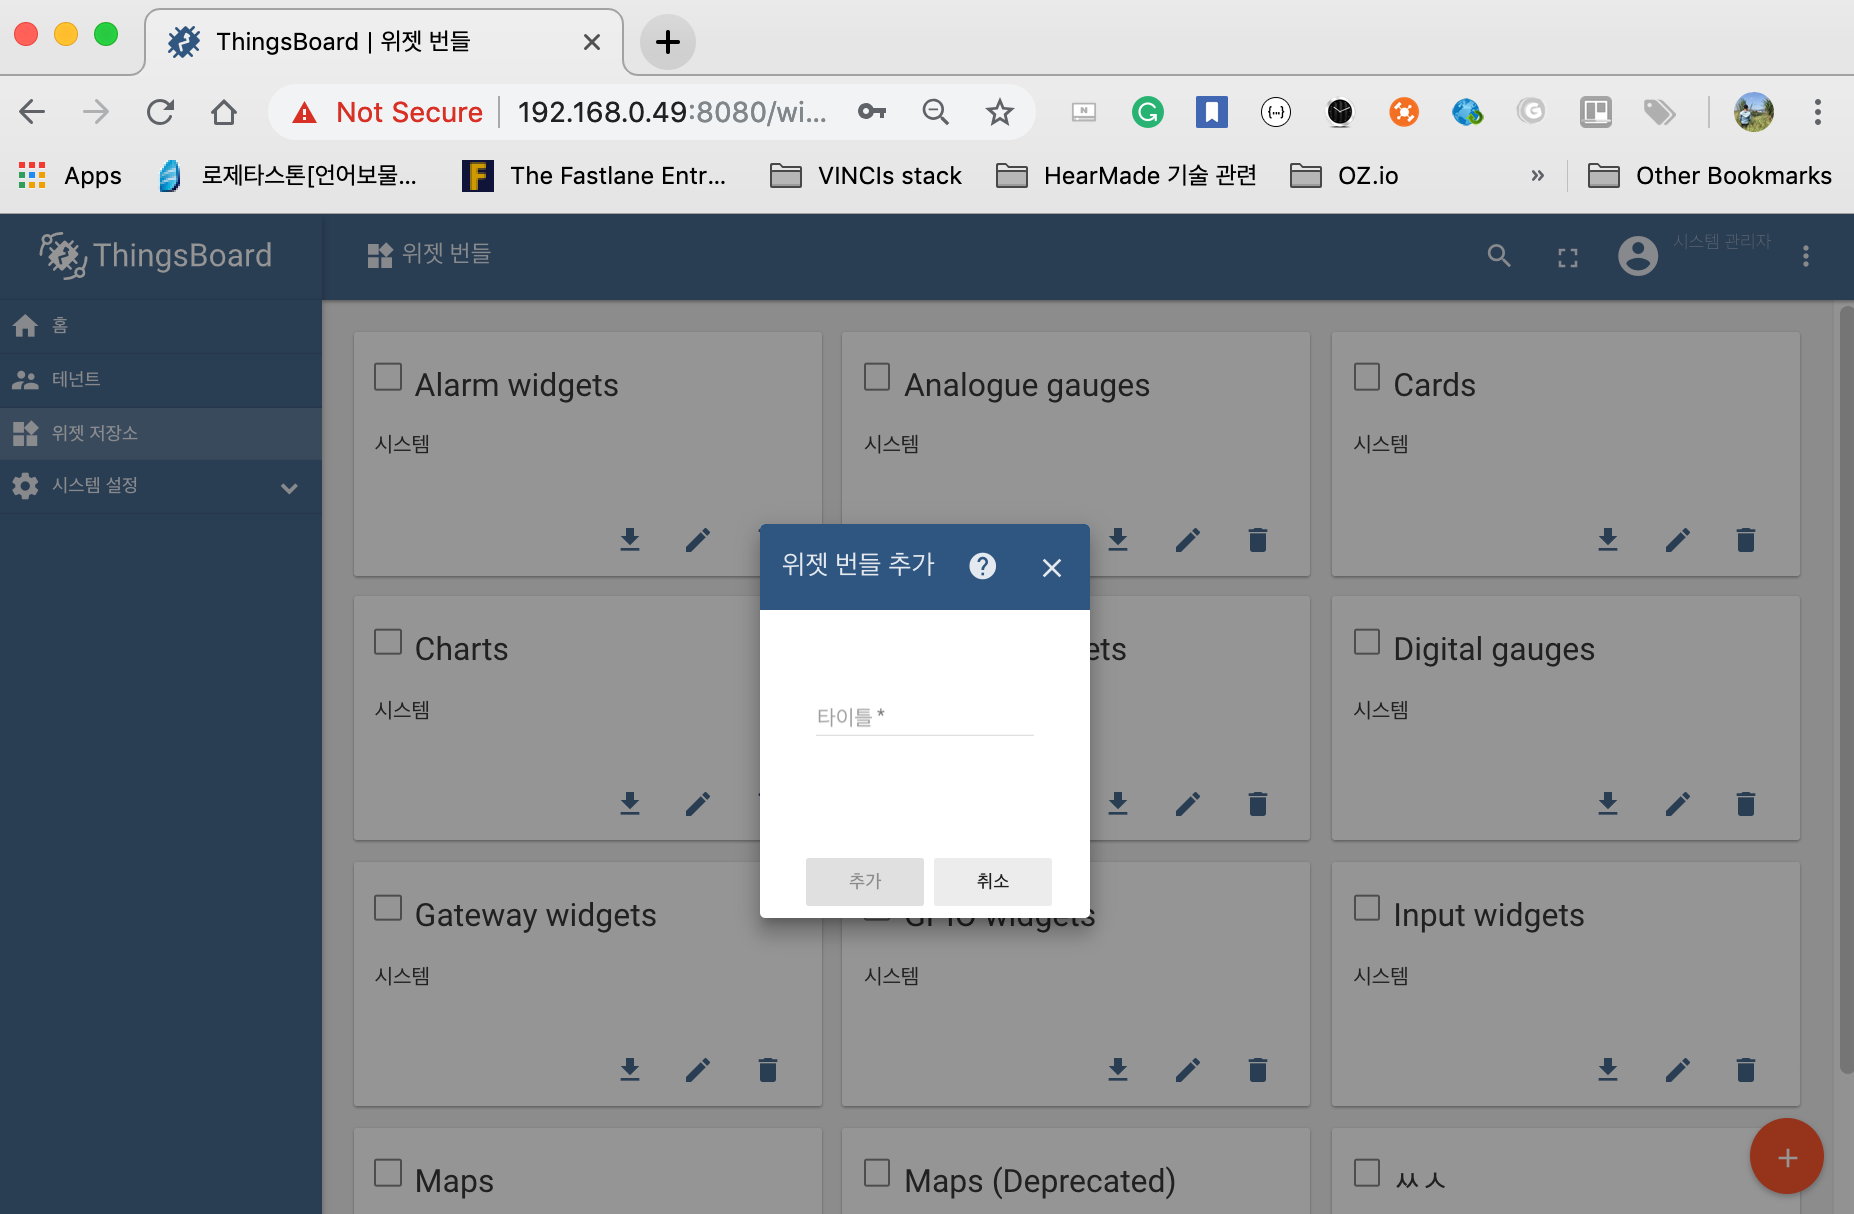 ThingsBoard | 위젯 번들
Not Secure
192.168.0.49:8080/wi...
Apps
로제타스톤[언어보물...
The Fastlane Entr...
VINCIs stack
HearMade 기술 관련
OZ.io
»
Other Bookmarks
ThingsBoard
위젯 번들
시스템 관리자
홈
테넌트
위젯 저장소
시스템 설정
Alarm widgets
시스템
Analogue gauges
시스템
Cards
시스템
위젯 번들 추가
타이틀 *
추가
취소
Charts
시스템
Digital gauges
시스템
Gateway widgets
시스템
widgets
시스템
Input widgets
시스템
Maps
Maps (Deprecated)
ㅆㅅ